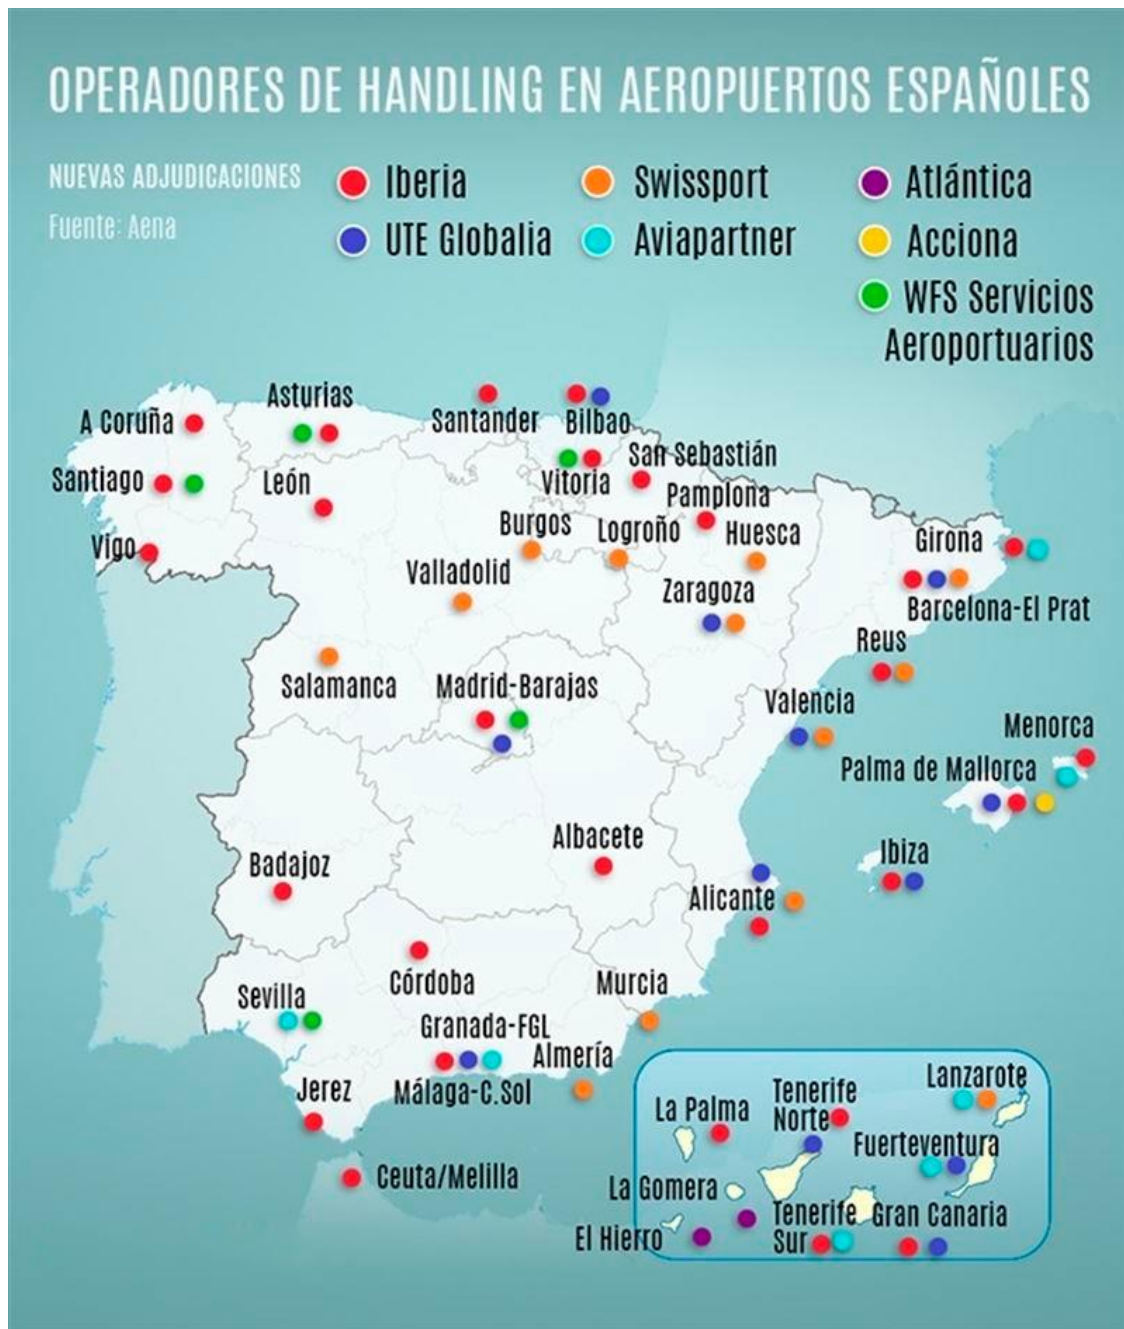 OPERADORES DE HANDLING EN AEROPUERTOS ESPAÑOLES
NUEVAS ADJUDICACIONES
Fuente: Aena
Iberia
Swissport
Atlántica
UTE Globalia
Aviapartner
Acciona
WFS Servicios
Aeroportuarios
Asturias
A Coruña
Santander
Bilbao
Santiago
León
Vitoria
San Sebastián
Pamplona
Vigo
Burgos
Logroño
Huesca
Girona
Valladolid
Zaragoza
Barcelona-El Prat
Reus
Salamanca
Madrid-Barajas
Valencia
Menorca
Palma de Mallorca
Albacete
Ibiza
Badajoz
Alicante
Córdoba
Murcia
Sevilla
Granada-FGL
Almería
Málaga-C.Sol
Jerez
Ceuta/Melilla
Lanzarote
La Palma
Tenerife
Norte
Fuerteventura
La Gomera
Tenerife
Sur
Gran Canaria
El Hierro